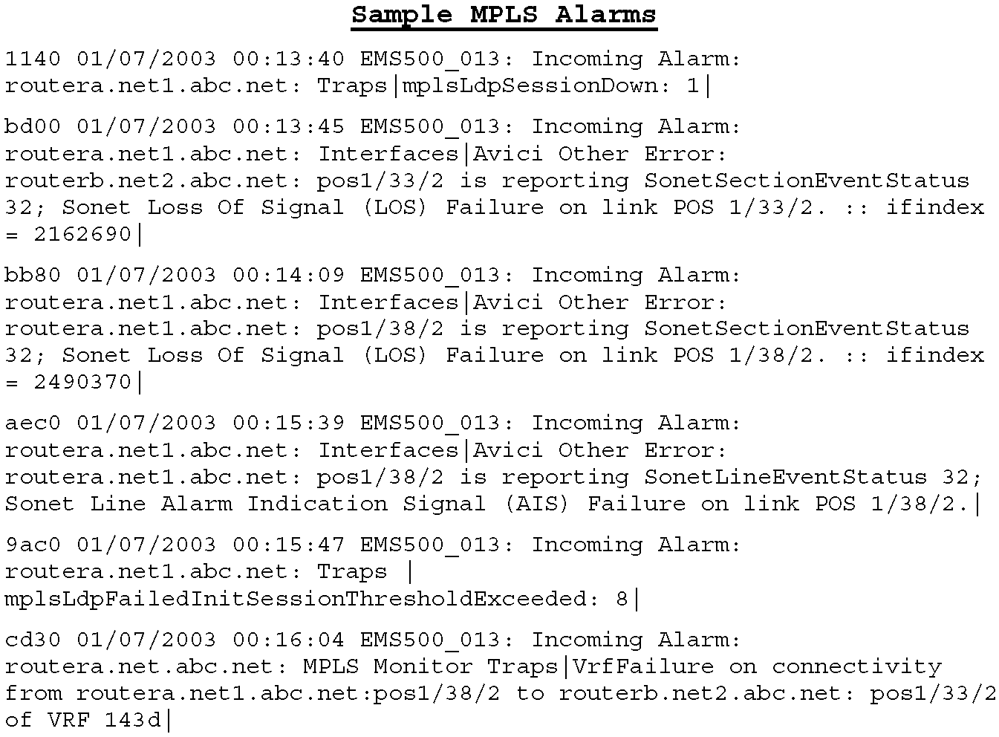 Sample MPLS Alarms
1140 01/07/2003 00:13:40 EMS500_013: Incoming Alarm:
routera.net1.abc.net: Traps|mplsLdpSessionDown: 1|
bd00 01/07/2003 00:13:45 EMS500_013: Incoming Alarm:
routera.net1.abc.net: Interfaces|Avici Other Error:
routerb.net2.abc.net: pos1/33/2 is reporting SonetSectionEventStatus
32; Sonet Loss Of Signal (LOS) Failure on link POS 1/33/2. :: ifindex
= 2162690|
bb80 01/07/2003 00:14:09 EMS500_013: Incoming Alarm:
routera.net1.abc.net: Interfaces|Avici Other Error:
routera.net1.abc.net: pos1/38/2 is reporting SonetSectionEventStatus
32; Sonet Loss Of Signal (LOS) Failure on link POS 1/38/2. :: ifindex
= 2490370|
aec0 01/07/2003 00:15:39 EMS500_013: Incoming Alarm:
routera.net1.abc.net: Interfaces|Avici Other Error:
routera.net1.abc.net: pos1/38/2 is reporting SonetLineEventStatus 32;
Sonet Line Alarm Indication Signal (AIS) Failure on link POS 1/38/2.|
9ac0 01/07/2003 00:15:47 EMS500_013: Incoming Alarm:
routera.net1.abc.net: Traps |
mplsLdpFailedInitSessionThresholdExceeded: 8|
cd30 01/07/2003 00:16:04 EMS500_013: Incoming Alarm:
routera.net.abc.net: MPLS Monitor Traps|VrfFailure on connectivity
from routera.net1.abc.net:pos1/38/2 to routerb.net2.abc.net: pos1/33/2
of VRF 143d|